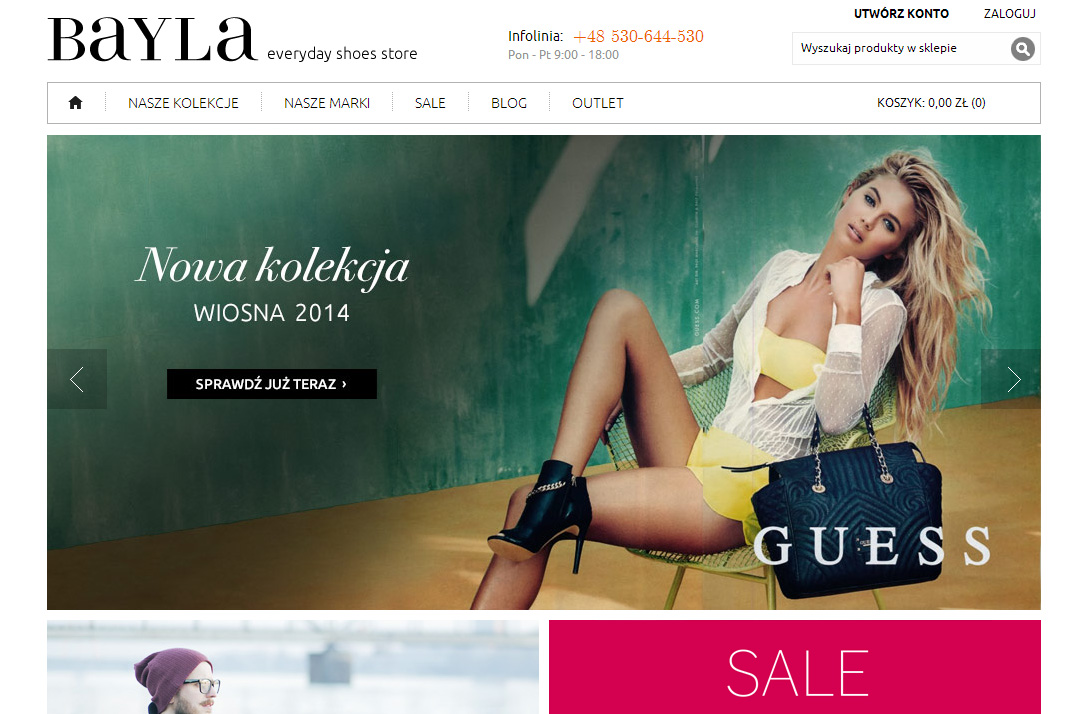 BaYLa everyday shoes store
Infolinia: +48 530-644-530
Pon - Pt 9:00 - 18:00
UTWÓRZ KONTO
ZALOGUJ
Wyszukaj produkty w sklepie
NASZE KOLEKCJE
NASZE MARKI
SALE
BLOG
OUTLET
KOSZYK: 0,00 ZŁ (0)
Nowa kolekcja
WIOSNA 2014
SPRAWDŹ JUŻ TERAZ ›
GUESS.COM
GUESS
SALE